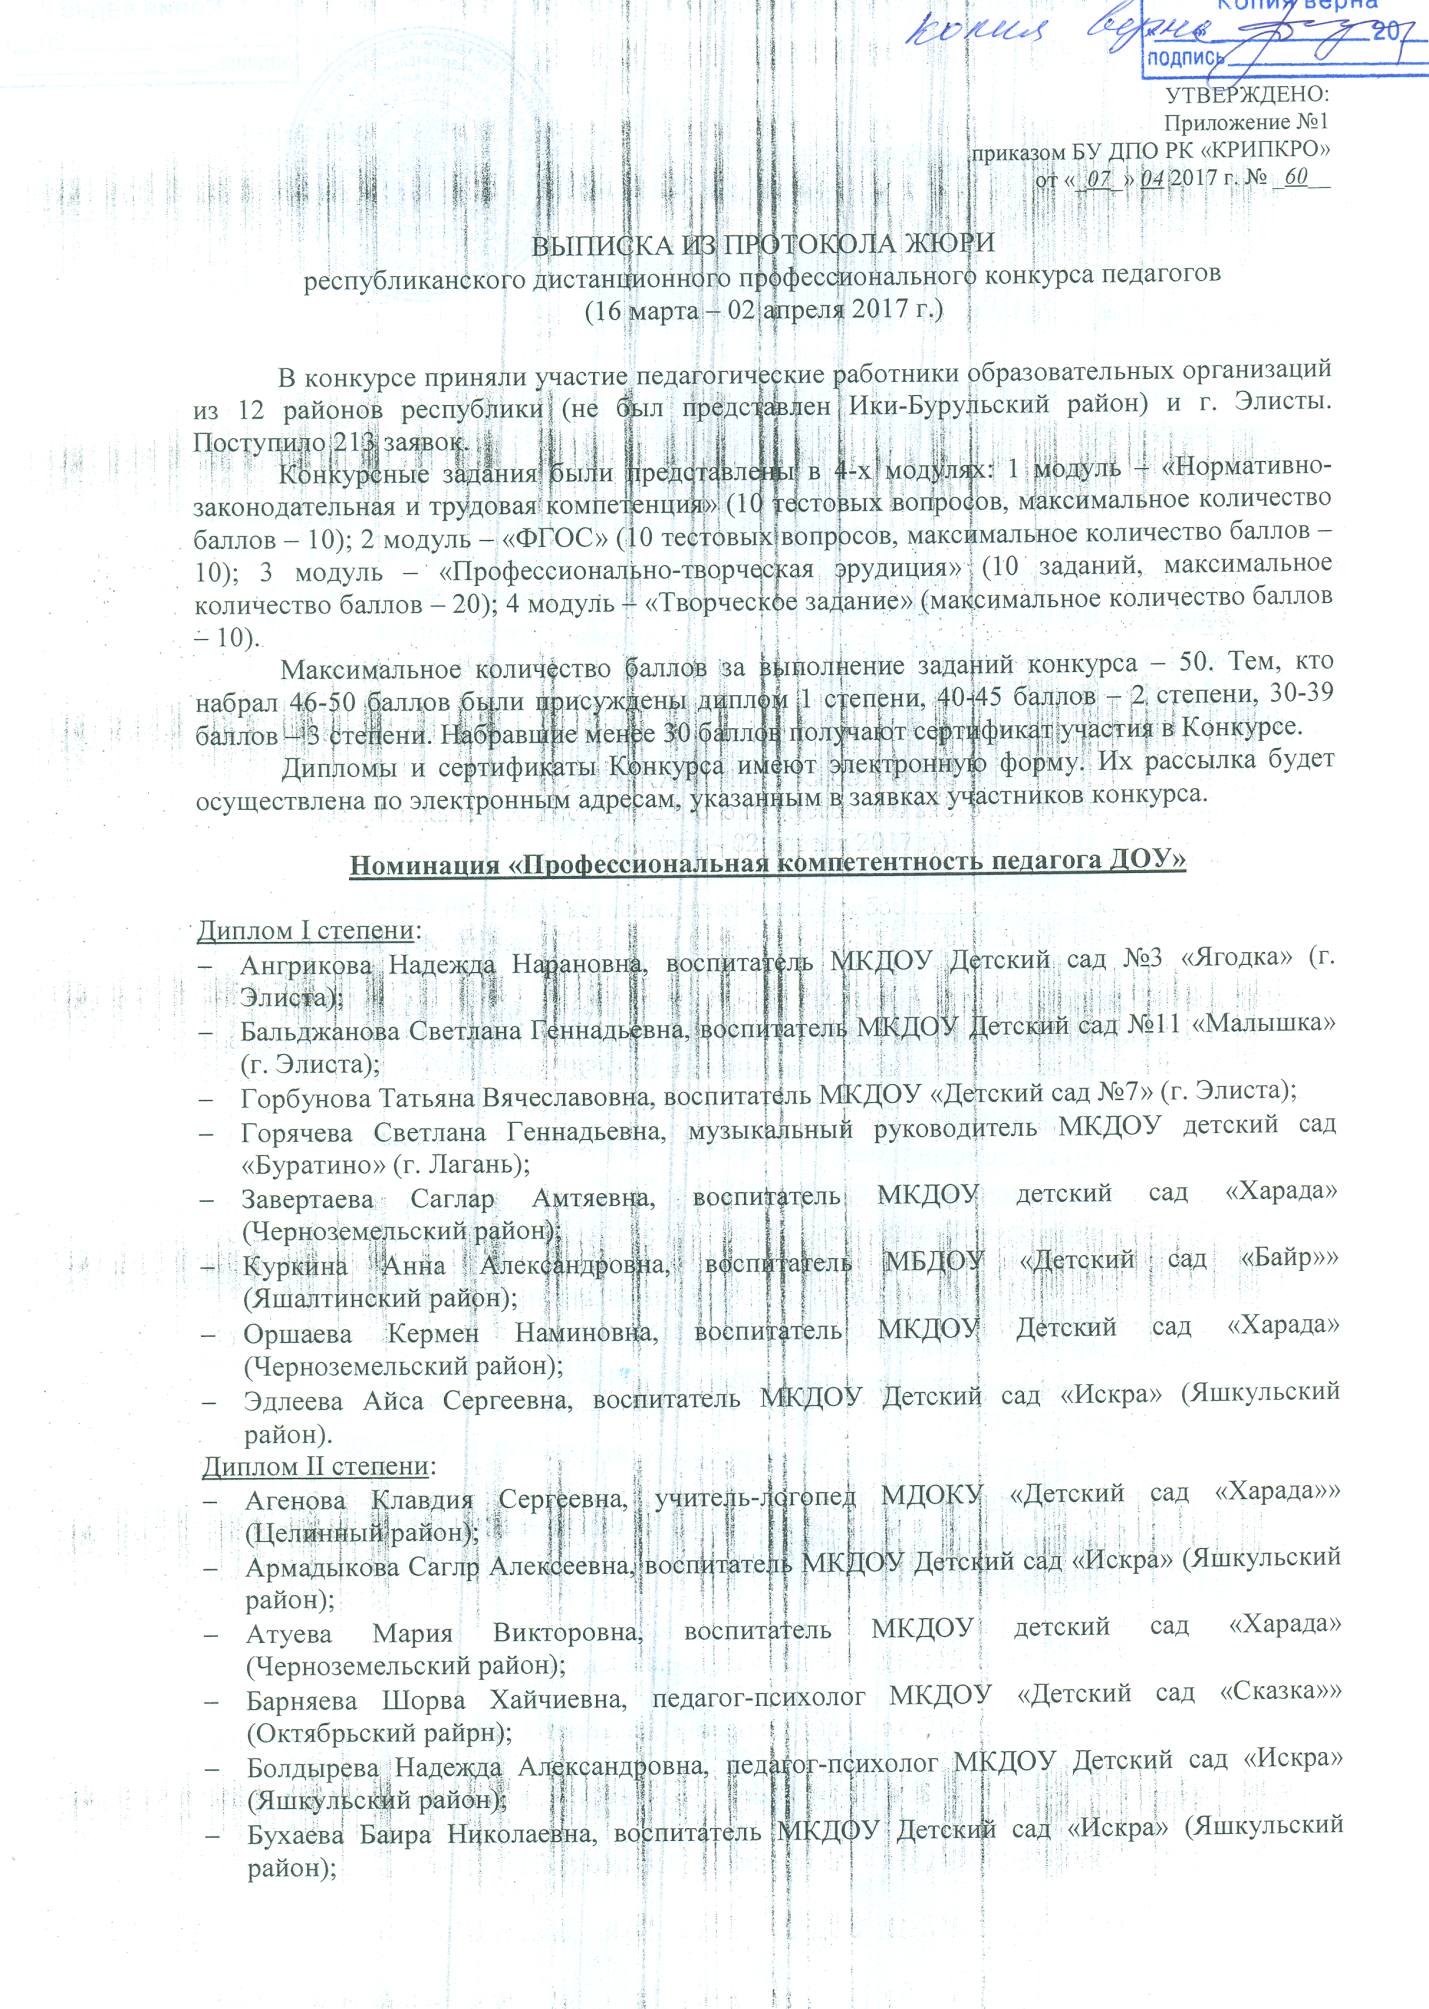 Копия верна
копия верна
20
подпись
УТВЕРЖДЕНО:
Приложение №1
приказом БУ ДПО РК «КРИПКРО»
от «_07_» 04 2017 г. № _60__
ВЫПИСКА ИЗ ПРОТОКОЛА ЖЮРИ
республиканского дистанционного профессионального конкурса педагогов
(16 марта – 02 апреля 2017 г.)
В конкурсе приняли участие педагогические работники образовательных организаций
из 12 районов республики (не был представлен Ики-Бурульский район) и г. Элисты.
Поступило 213 заявок.
Конкурсные задания были представлены в 4-х модулях: 1 модуль – «Нормативно-
законодательная и трудовая компетенция» (10 тестовых вопросов, максимальное количество
баллов – 10); 2 модуль – «ФГОС» (10 тестовых вопросов, максимальное количество баллов –
10); 3 модуль – «Профессионально-творческая эрудиция» (10 заданий, максимальное
количество баллов – 20); 4 модуль – «Творческое задание» (максимальное количество баллов
– 10).
Максимальное количество баллов за выполнение заданий конкурса – 50. Тем, кто
набрал 46-50 баллов были присуждены диплом 1 степени, 40-45 баллов – 2 степени, 30-39
баллов – 3 степени. Набравшие менее 30 баллов получают сертификат участия в Конкурсе.
Дипломы и сертификаты Конкурса имеют электронную форму. Их рассылка будет
осуществлена по электронным адресам, указанным в заявках участников конкурса.
Номинация «Профессиональная компетентность педагога ДОУ»
Диплом I степени:
– Ангрикова Надежда Нарановна, воспитатель МКДОУ Детский сад №3 «Ягодка» (г.
Элиста);
– Бальджанова Светлана Геннадьевна, воспитатель МКДОУ Детский сад №11 «Малышка»
(г. Элиста);
– Горбунова Татьяна Вячеславовна, воспитатель МКДОУ «Детский сад №7» (г. Элиста);
– Горячева Светлана Геннадьевна, музыкальный руководитель МКДОУ детский сад
«Буратино» (г. Лагань);
– Завертаева Саглар Амтяевна, воспитатель МКДОУ детский сад «Харада»
(Черноземельский район);
– Куркина Анна Александровна, воспитатель МБДОУ «Детский сад «Байр»»
(Яшалтинский район);
– Оршаева Кермен Наминовна, воспитатель МКДОУ Детский сад «Харада»
(Черноземельский район);
– Эдлеева Айса Сергеевна, воспитатель МКДОУ Детский сад «Искра» (Яшкульский
район).
Диплом II степени:
– Агенова Клавдия Сергеевна, учитель-логопед МДОКУ «Детский сад «Харада»»
(Целинный район);
– Армадыкова Саглр Алексеевна, воспитатель МКДОУ Детский сад «Искра» (Яшкульский
район);
– Атуева Мария Викторовна, воспитатель МКДОУ детский сад «Харада»
(Черноземельский район);
– Барняева Шорва Хайчиевна, педагог-психолог МКДОУ «Детский сад «Сказка»»
(Октябрьский райрн);
– Болдырева Надежда Александровна, педагог-психолог МКДОУ Детский сад «Искра»
(Яшкульский район);
– Бухаева Баира Николаевна, воспитатель МКДОУ Детский сад «Искра» (Яшкульский
район);